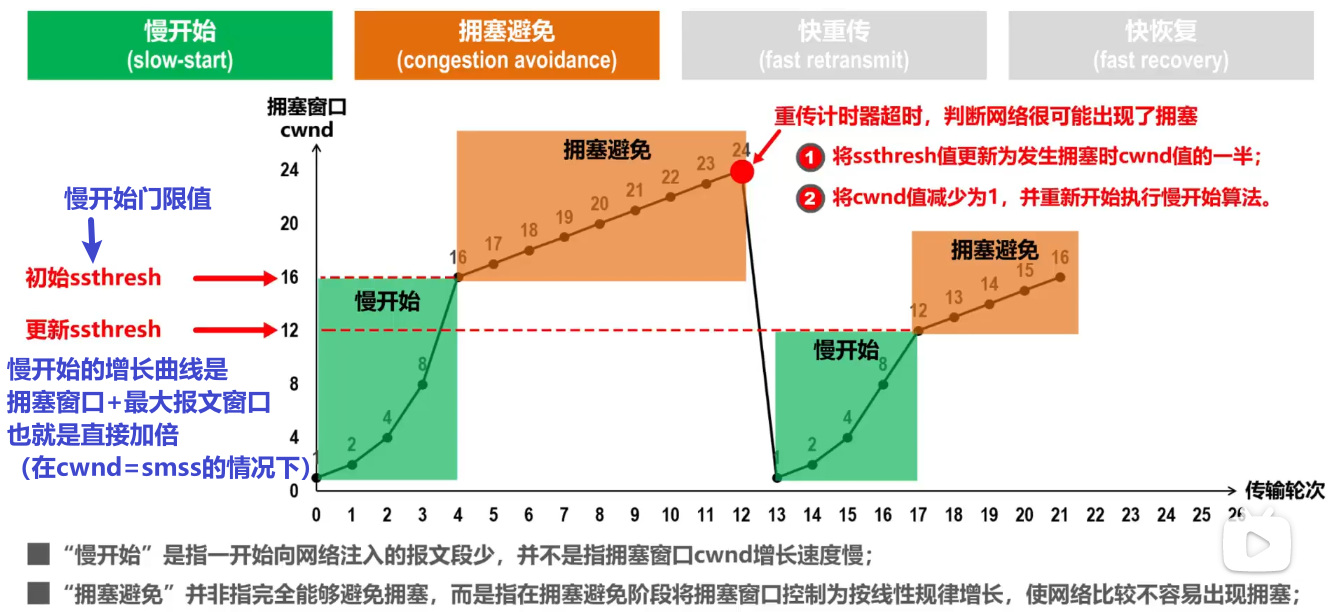 慢开始
(slow-start)
拥塞避免
(congestion avoidance)
快重传
(fast retransmit)
快恢复
(fast recovery)
拥塞窗口
cwnd
重传计时器超时，判断网络很可能出现了拥塞
1 将ssthresh值更新为发生拥塞时cwnd值的一半；
2 将cwnd值减少为1，并重新开始执行慢开始算法。
慢开始门限值
初始ssthresh
更新ssthresh
慢开始的增长曲线是
拥塞窗口+最大报文窗口
也就是直接加倍
（在cwnd=smss的情况下）
24
20
16
12
8
4
0
慢开始
1
2
4
8
拥塞避免
16
17
18
19
20
21
22
23
24
慢开始
1
2
4
8
拥塞避免
12
13
14
15
16
传输轮次
0 1 2 3 4 5 6 7 8 9 10 11 12 13 14 15 16 17 18 19 20 21 22 23 24 25 26
“慢开始”是指一开始向网络注入的报文段少，并不是指拥塞窗口cwnd增长速度慢；
“拥塞避免”并非指完全能够避免拥塞，而是指在拥塞避免阶段将拥塞窗口控制为按线性规律增长，使网络比较不容易出现拥塞；